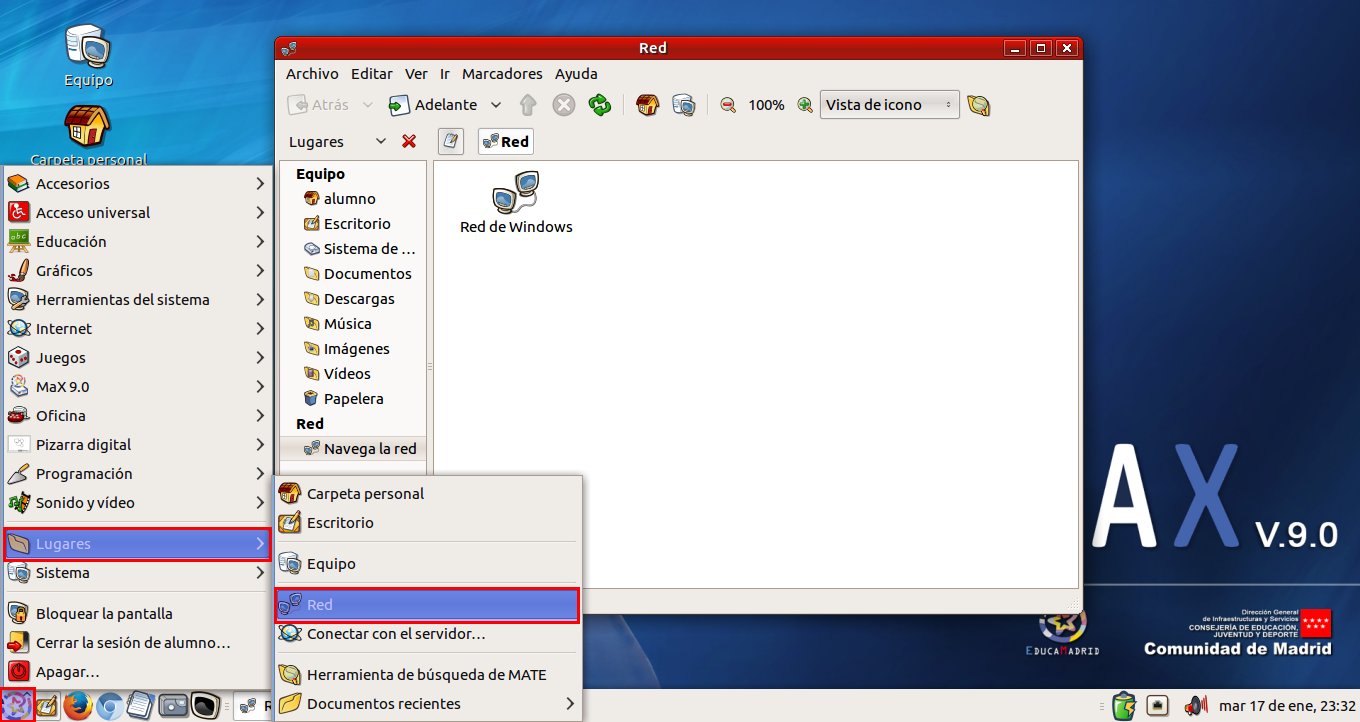 Equipo
Carpeta personal
Red
Archivo Editar Ver Ir Marcadores Ayuda
Atrás Adelante 100% Vista de icono
Lugares Red
Equipo
alumno
Escritorio
Sistema de …
Documentos
Descargas
Música
Imágenes
Vídeos
Papelera
Red
Navega la red
Red de Windows
Accesorios
Acceso universal
Educación
Gráficos
Herramientas del sistema
Internet
Juegos
MaX 9.0
Oficina
Pizarra digital
Programación
Sonido y vídeo
Lugares
Sistema
Bloquear la pantalla
Cerrar la sesión de alumno…
Apagar…
Carpeta personal
Escritorio
Equipo
Red
Conectar con el servidor…
Herramienta de búsqueda de MATE
Documentos recientes
AX V.9.0
EDUCAMADRID
Dirección General
de Infraestructuras y Servicios
CONSEJERÍA DE EDUCACIÓN,
JUVENTUD Y DEPORTE
Comunidad de Madrid
R
mar 17 de ene, 23:32